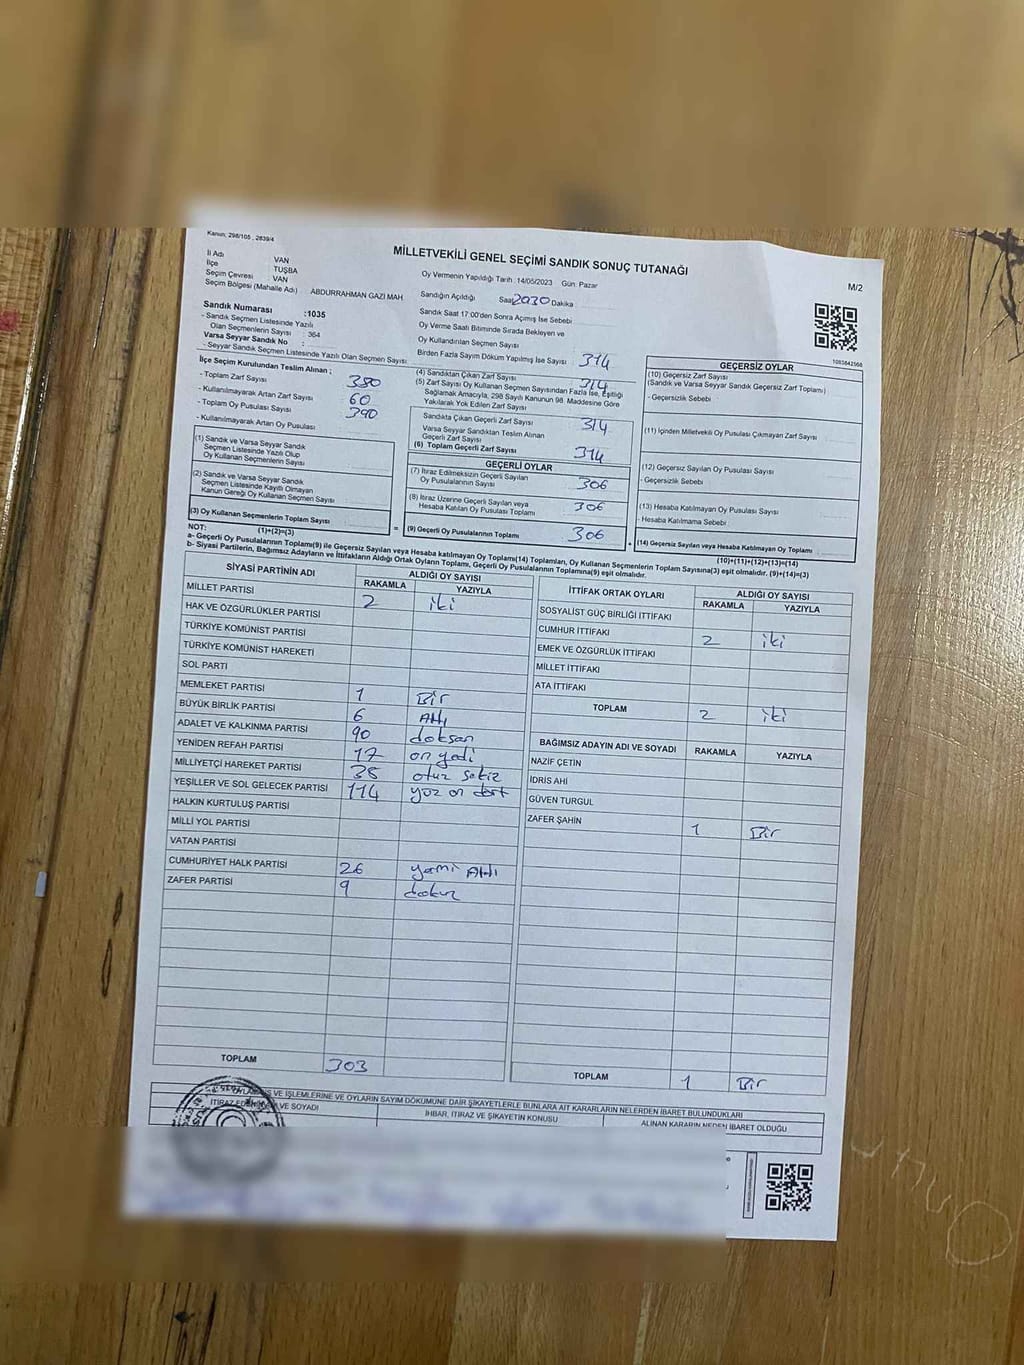 Kanun; 298/105 , 2839/4
MİLLETVEKİLİ GENEL SEÇİMİ SANDIK SONUÇ TUTANAĞI
M/2
İl Adı VAN
İlçe TUŞBA
Seçim Çevresi VAN
Seçim Bölgesi (Mahalle Adı) ABDURRAHMAN GAZI MAH
Oy Vermenin Yapıldığı Tarih :14/05/2023 Gün: Pazar
Sandığın Açıldığı Saat Dakika
Sandık Saat 17:00'den Sonra Açımış İse Sebebi
Oy Verme Saati Bitiminde Sırada Bekleyen ve
Oy Kullandırılan Seçmen Sayısı
Birden Fazla Sayım Döküm Yapılmış İse Sayısı
Sandık Numarası :1035
- Sandık Seçmen Listesinde Yazılı
Olan Seçmenlerin Sayısı : 364
Varsa Seyyar Sandık No :
- Seyyar Sandık Seçmen Listesinde Yazılı Olan Seçmen Sayısı
1083842568
İlçe Seçim Kurulundan Teslim Alınan ;
- Toplam Zarf Sayısı 380
- Kullanılmayarak Artan Zarf Sayısı 60
- Toplam Oy Pusulası Sayısı 390
- Kullanılmayarak Artan Oy Pusulası
(1) Sandık ve Varsa Seyyar Sandık
Seçmen Listesinde Yazılı Olup
Oy Kullanan Seçmenlerin Sayısı
(2) Sandık ve Varsa Seyyar Sandık
Seçmen Listesinde Kayıtlı Olmayan
Kanun Gereği Oy Kullanan Seçmen Sayısı
(3) Oy Kullanan Seçmenlerin Toplam Sayısı
(1)+(2)=(3)
(4) Sandıktan Çıkan Zarf Sayısı 314
(5) Zarf Sayısı Oy Kullanan Seçmen Sayısından Fazla İse, Eşitliği 314
Sağlamak Amacıyla, 298 Sayılı Kanunun 98. Maddesine Göre
Yakılarak Yok Edilen Zarf Sayısı
Sandıkta Çıkan Geçerli Zarf Sayısı 314
Varsa Seyyar Sandıktan Teslim Alınan
Geçerli Zarf Sayısı
(6) Toplam Geçerli Zarf Sayısı 314
GEÇERLİ OYLAR
(7) İtiraz Edilmeksizin Geçerli Sayılan
Oy Pusulalarının Sayısı 306
(8) İtiraz Üzerine Geçerli Sayılan veya
Hesaba Katılan Oy Pusulası Toplamı 306
= (9) Geçerli Oy Pusulalarının Toplamı 306
GEÇERSİZ OYLAR
(10) Geçersiz Zarf Sayısı
(Sandık ve Varsa Seyyar Sandık Geçersiz Zarf Toplamı)
- Geçersizlik Sebebi
(11) İçinden Milletvekili Oy Pusulası Çıkmayan Zarf Sayısı
(12) Geçersiz Sayılan Oy Pusulası Sayısı
- Geçersizlik Sebebi
(13) Hesaba Katılmayan Oy Pusulası Sayısı
- Hesaba Katılmama Sebebi
+ (14) Geçersiz Sayılan veya Hesaba Katılmayan Oy Toplamı
(10)+(11)+(12)+(13)=(14)
NOT:
a- Geçerli Oy Pusulalarının Toplamı(9) ile Geçersiz Sayılan veya Hesaba katılmayan Oy Toplamı(14) Toplamları, Oy Kullanan Seçmenlerin Toplam Sayısına(3) eşit olmalıdır. (9)+(14)=(3)
b- Siyasi Partilerin, Bağımsız Adayların ve İttifakların Aldığı Ortak Oyların Toplamı, Geçerli Oy Pusulalarının Toplamına(9) eşit olmalıdır.
SİYASİ PARTİNİN ADI ALDIĞI OY SAYISI
RAKAMLA YAZIYLA
MİLLET PARTİSİ 2 iki
HAK VE ÖZGÜRLÜKLER PARTİSİ
TÜRKİYE KOMÜNİST PARTİSİ
TÜRKİYE KOMÜNİST HAREKETİ
SOL PARTİ
MEMLEKET PARTİSİ 1 Bir
BÜYÜK BİRLİK PARTİSİ 6 Altı
ADALET VE KALKINMA PARTİSİ 90 doksan
YENİDEN REFAH PARTİSİ 17 on yedi
MİLLİYETÇİ HAREKET PARTİSİ 38 otuz sekiz
YEŞİLLER VE SOL GELECEK PARTİSİ 114 yüz on dört
HALKIN KURTULUŞ PARTİSİ
MİLLİ YOL PARTİSİ
VATAN PARTİSİ
CUMHURİYET HALK PARTİSİ 26 yirmi Altı
ZAFER PARTİSİ 9 dokuz
TOPLAM 303
İTTİFAK ORTAK OYLARI ALDIĞI OY SAYISI
RAKAMLA YAZIYLA
SOSYALİST GÜÇ BİRLİĞİ İTTİFAKI
CUMHUR İTTİFAKI 2 iki
EMEK VE ÖZGÜRLÜK İTTİFAKI
MİLLET İTTİFAKI
ATA İTTİFAKI
TOPLAM 2 iki
BAĞIMSIZ ADAYIN ADI VE SOYADI RAKAMLA YAZIYLA
NAZİF ÇETİN
İDRİS AHİ
GÜVEN TURGUL
ZAFER ŞAHİN 1 Bir
TOPLAM 1 Bir
VE İŞLEMLERİNE VE OYLARIN SAYIM DÖKÜMÜNE DAİR ŞİKAYETLERLE BUNLARA AİT KARARLARIN NELERDEN İBARET BULUNDUKLARI
İTİRAZ VE SOYADI
İHBAR, İTİRAZ VE ŞİKAYETİN KONUSU
ALINAN KARARIN NEDEN İBARET OLDUĞU